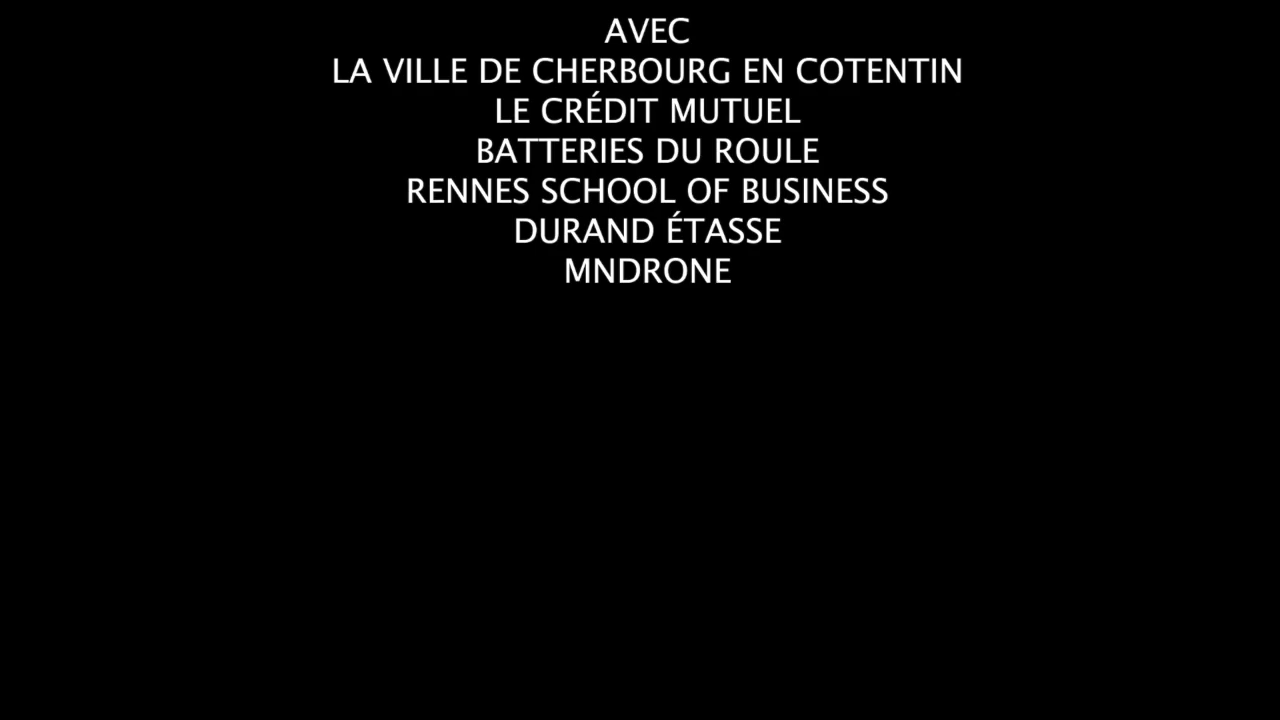 AVEC
LA VILLE DE CHERBOURG EN COTENTIN
LE CRÉDIT MUTUEL
BATTERIES DU ROULE
RENNES SCHOOL OF BUSINESS
DURAND ÉTASSE
MNDRONE